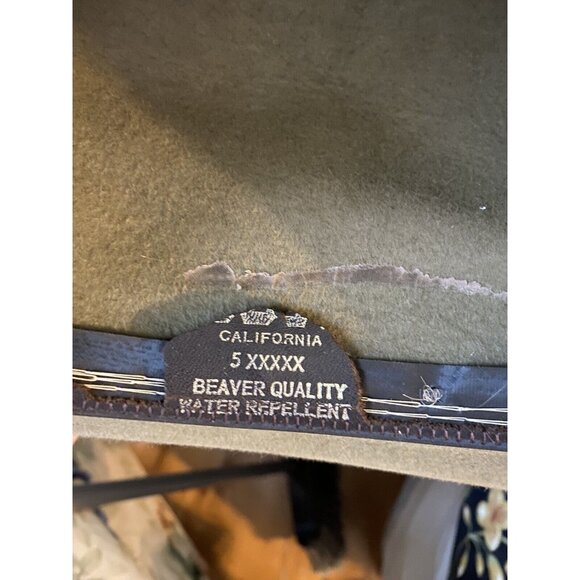 CALIFORNIA
5 XXXXX
BEAVER QUALITY
WATER REPELLENT